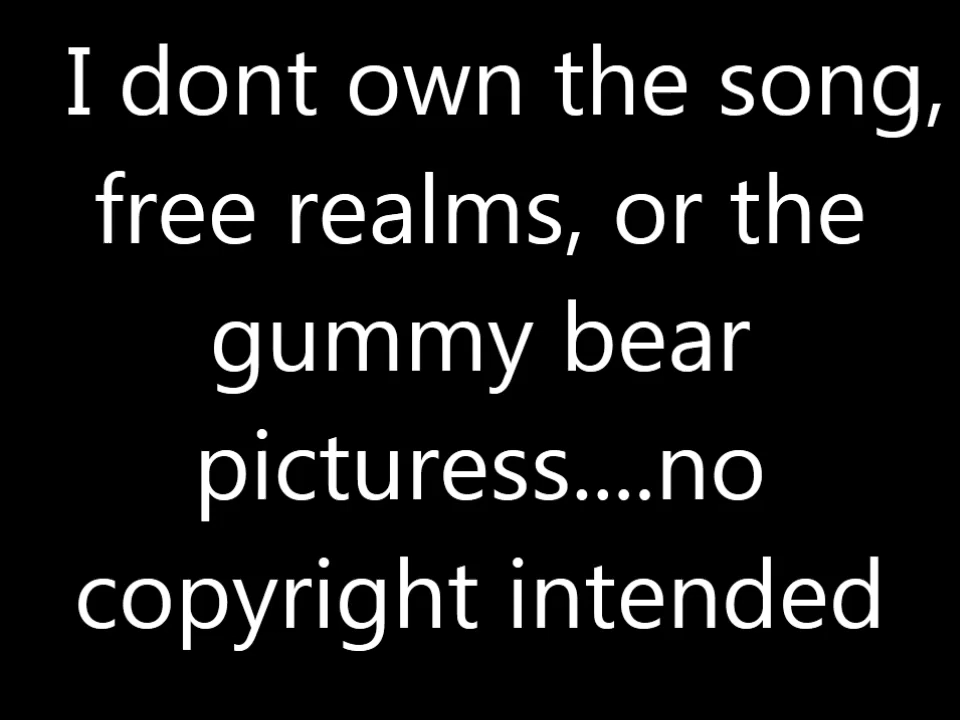 I dont own the song,
free realms, or the
gummy bear
picturess....no
copyright intended